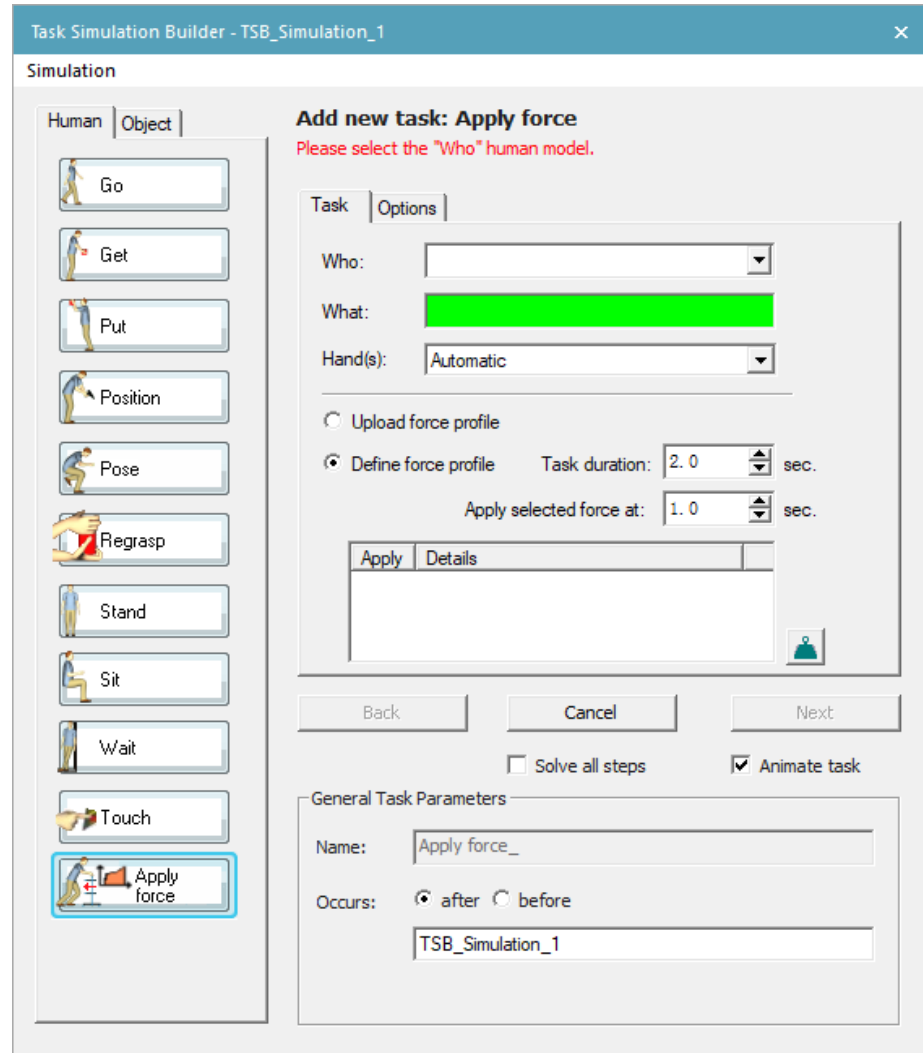 Task Simulation Builder - TSB_Simulation_1
Simulation
Human
Object
Go
Get
Put
Position
Pose
Regrasp
Stand
Sit
Wait
Touch
Apply
force
Add new task: Apply force
Please select the "Who" human model.
Task
Options
Who:
What:
Hand(s): Automatic
Upload force profile
Define force profile Task duration: 2.0 sec.
Apply selected force at: 1.0 sec.
Apply Details
Back Cancel Next
Solve all steps Animate task
General Task Parameters
Name: Apply force_
Occurs: after before
TSB_Simulation_1